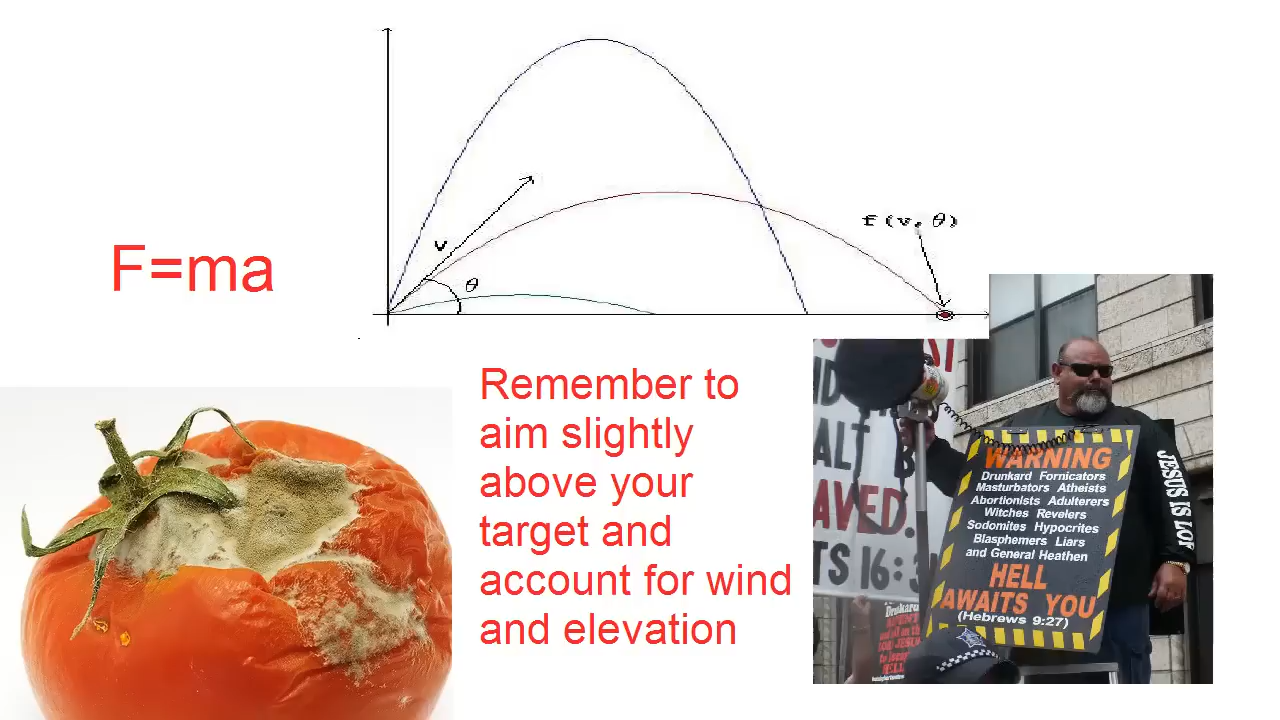 F=ma
v
θ
f(v, θ)
Remember to
aim slightly
above your
target and
account for wind
and elevation
ALT B
AVED.
TS 16:3
WARNING
Drunkard Fornicators
Masturbators Atheists
Abortionists Adulterers
Witches Revelers
Sodomites Hypocrites
Blasphemers Liars
and General Heathen
HELL
AWAITS YOU
(Hebrews 9:27)
JESUS IS LO